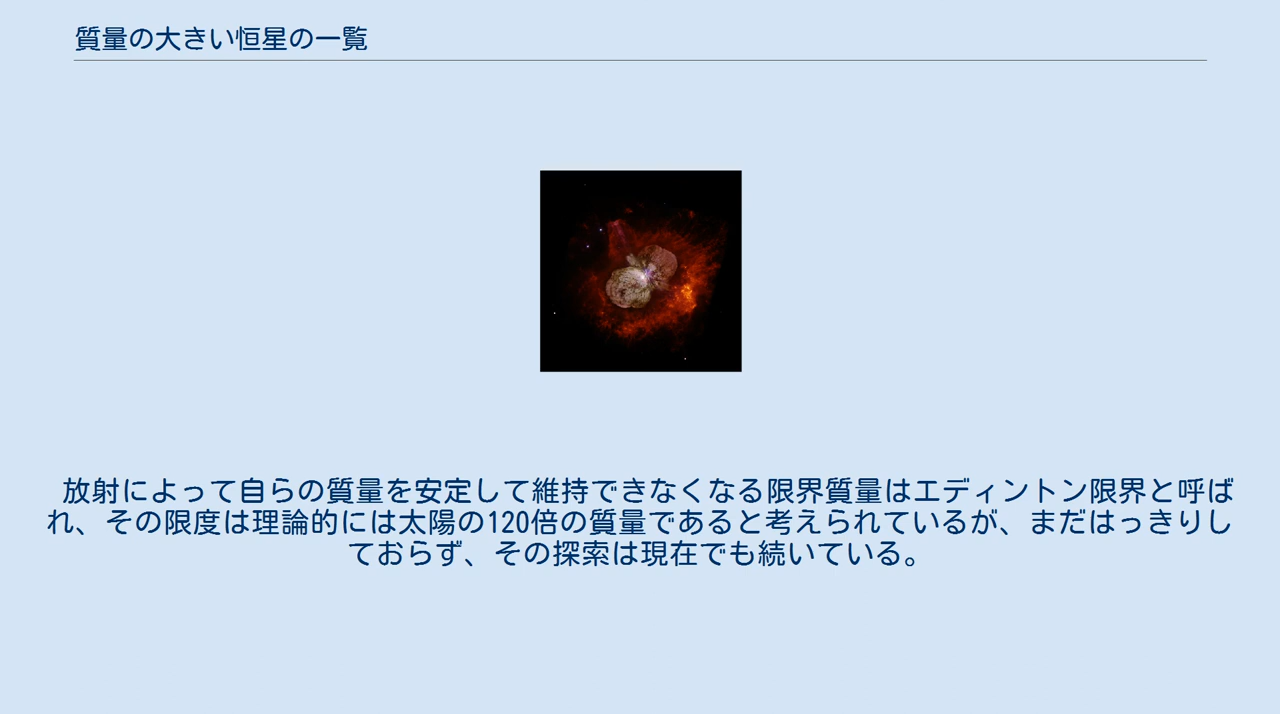 質量の大きい恒星の一覧
放射によって自らの質量を安定して維持できなくなる限界質量はエディントン限界と呼ば
れ、その限度は理論的には太陽の120倍の質量であると考えられているが、まだはっきりし
ておらず、その探索は現在でも続いている。